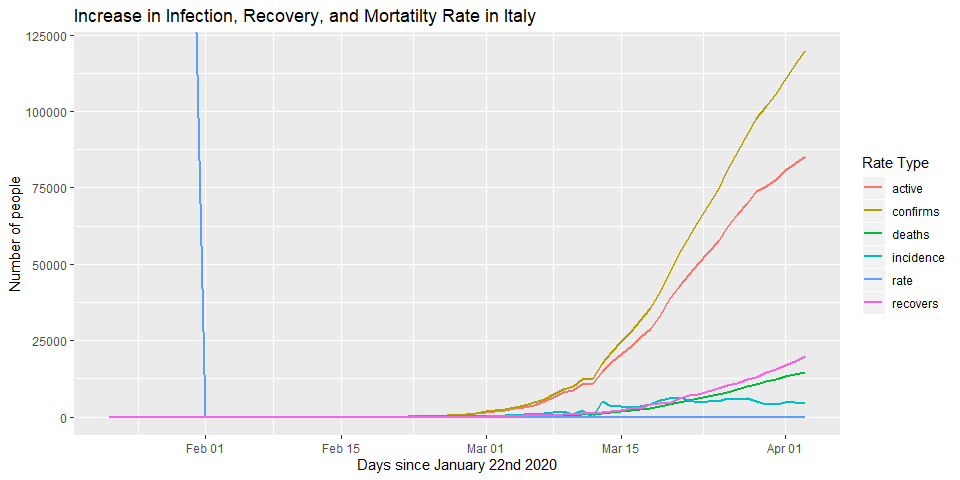 Increase in Infection, Recovery, and Mortatilty Rate in Italy
125000
100000
75000
50000
25000
0
Number of people
Feb 01
Feb 15
Mar 01
Mar 15
Apr 01
Days since January 22nd 2020
Rate Type
active
confirms
deaths
incidence
rate
recovers